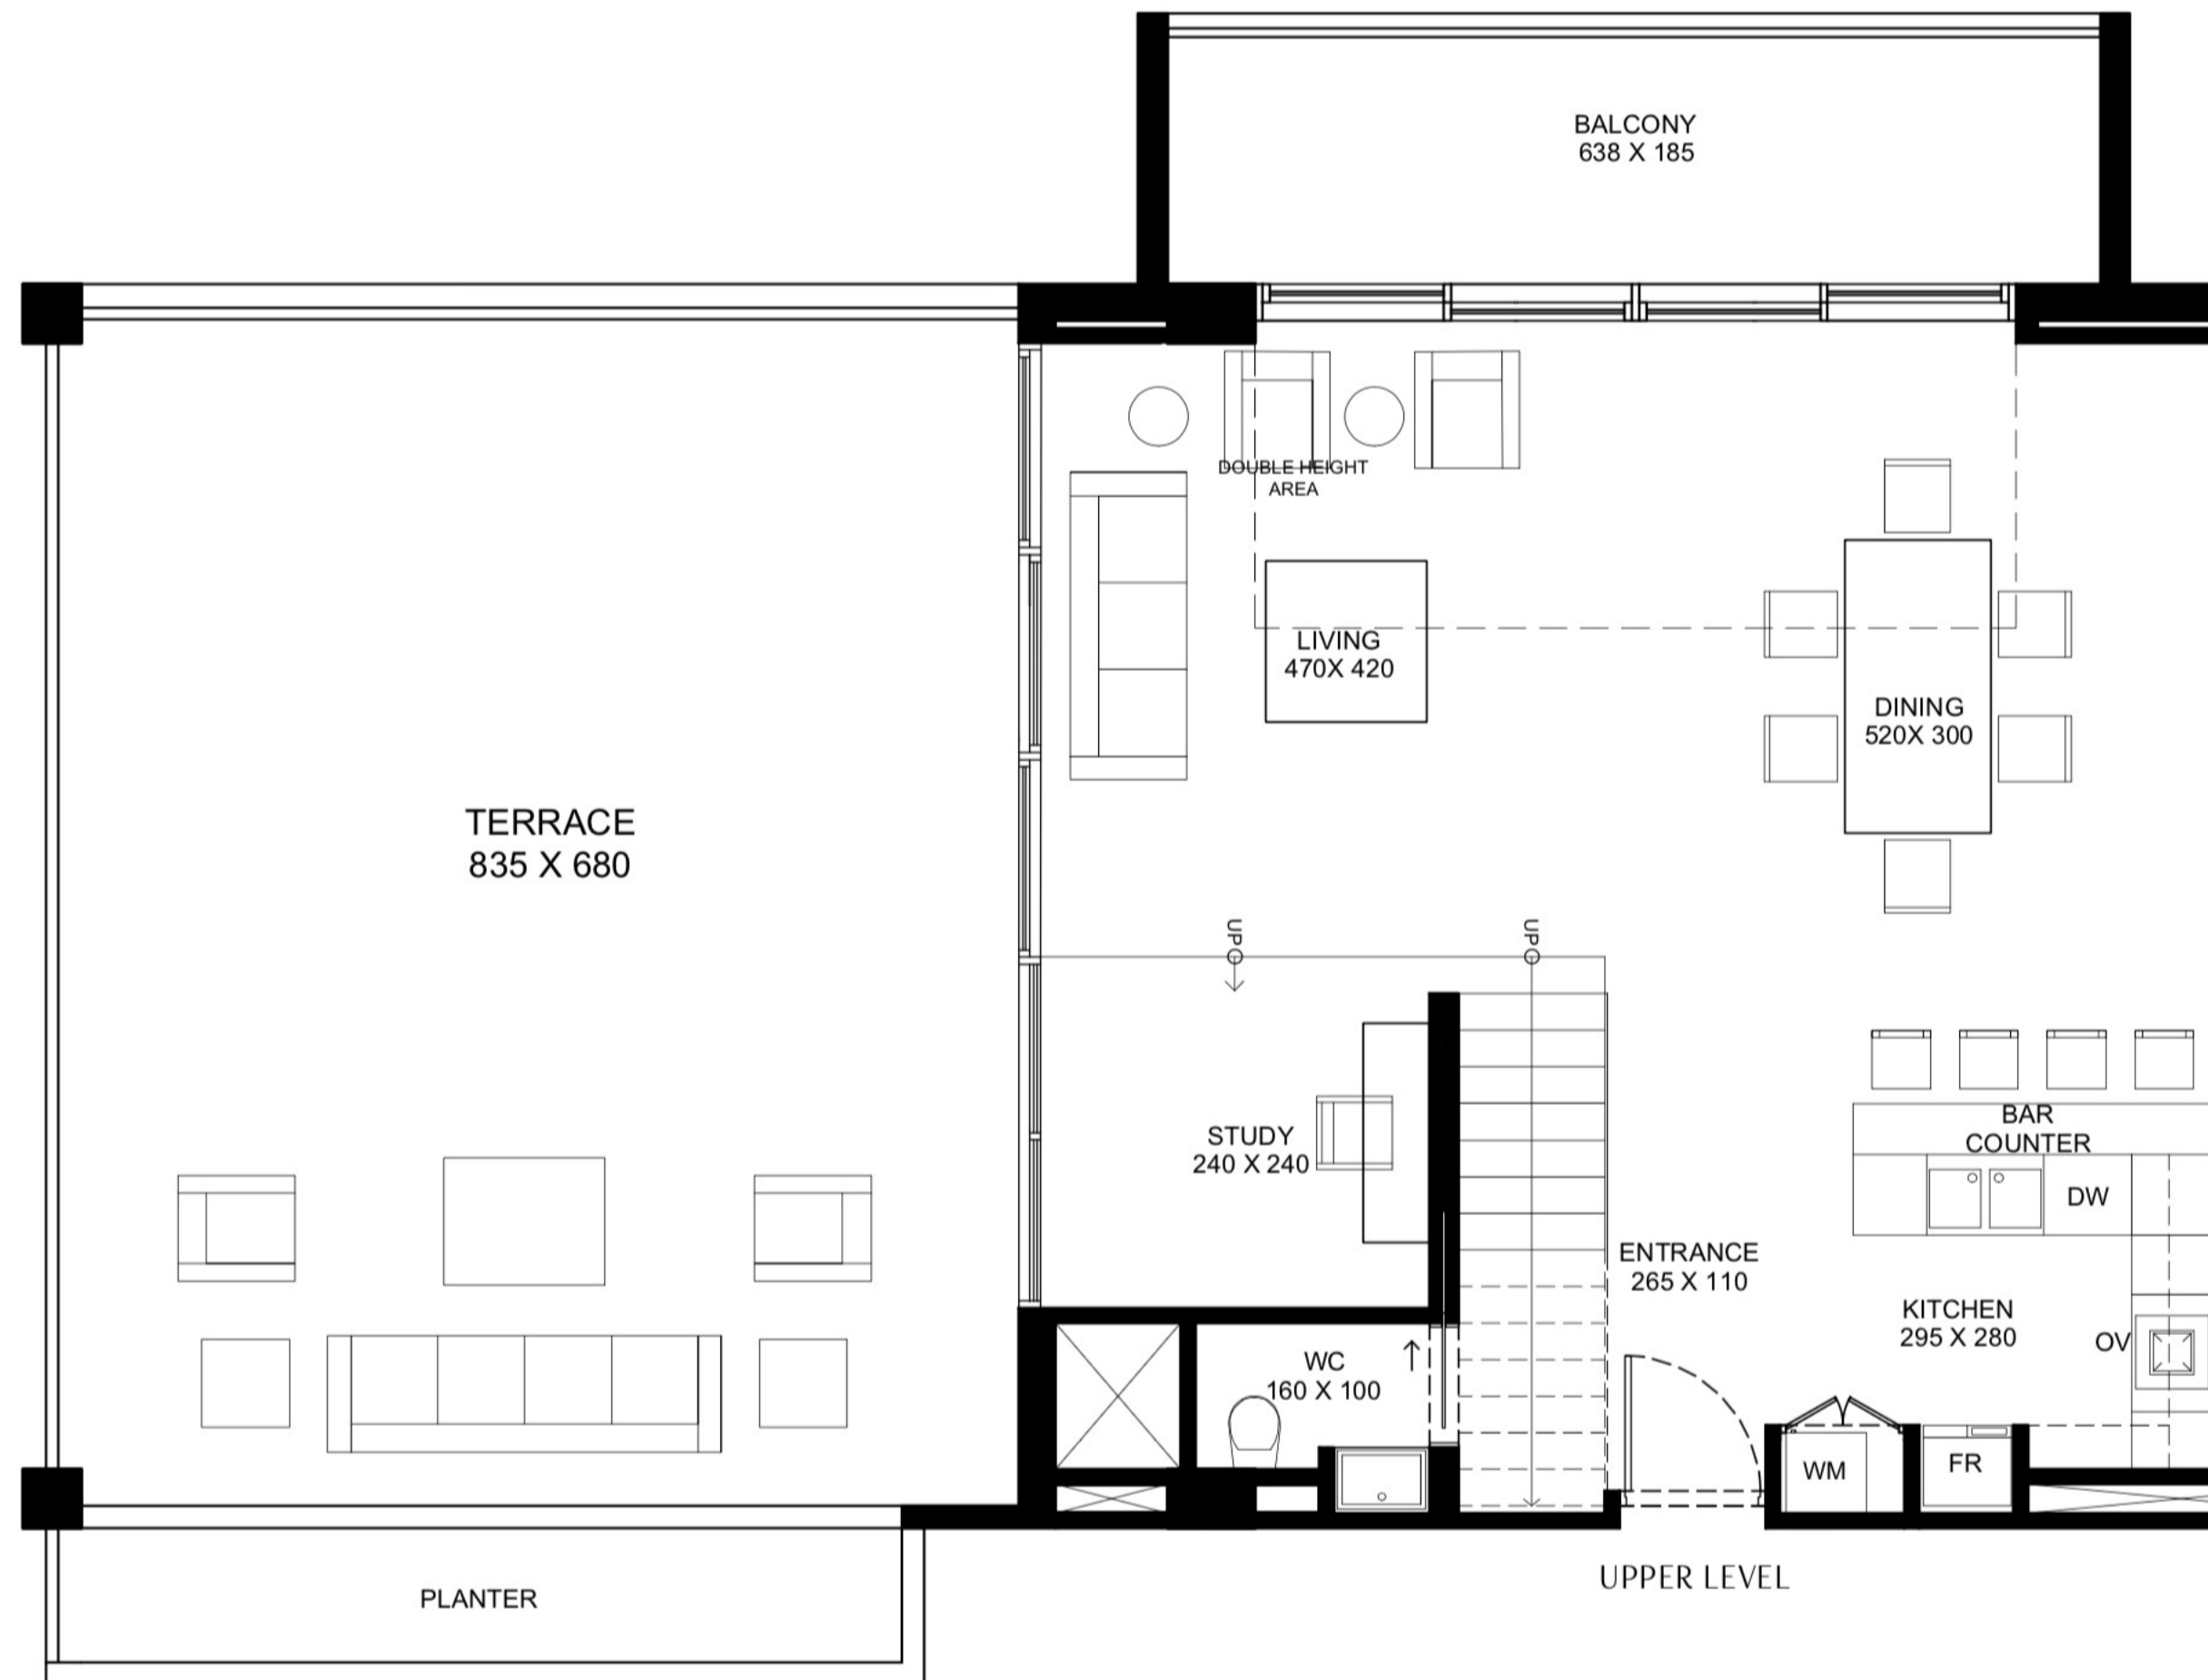 BALCONY
638 X 185
DOUBLE HEIGHT
AREA
LIVING
470X 420
DINING
520X 300
TERRACE
835 X 680
UP
UP
STUDY
240 X 240
BAR
COUNTER
DW
ENTRANCE
265 X 110
KITCHEN
295 X 280
OV
WC
160 X 100
WM
FR
UPPER LEVEL
PLANTER